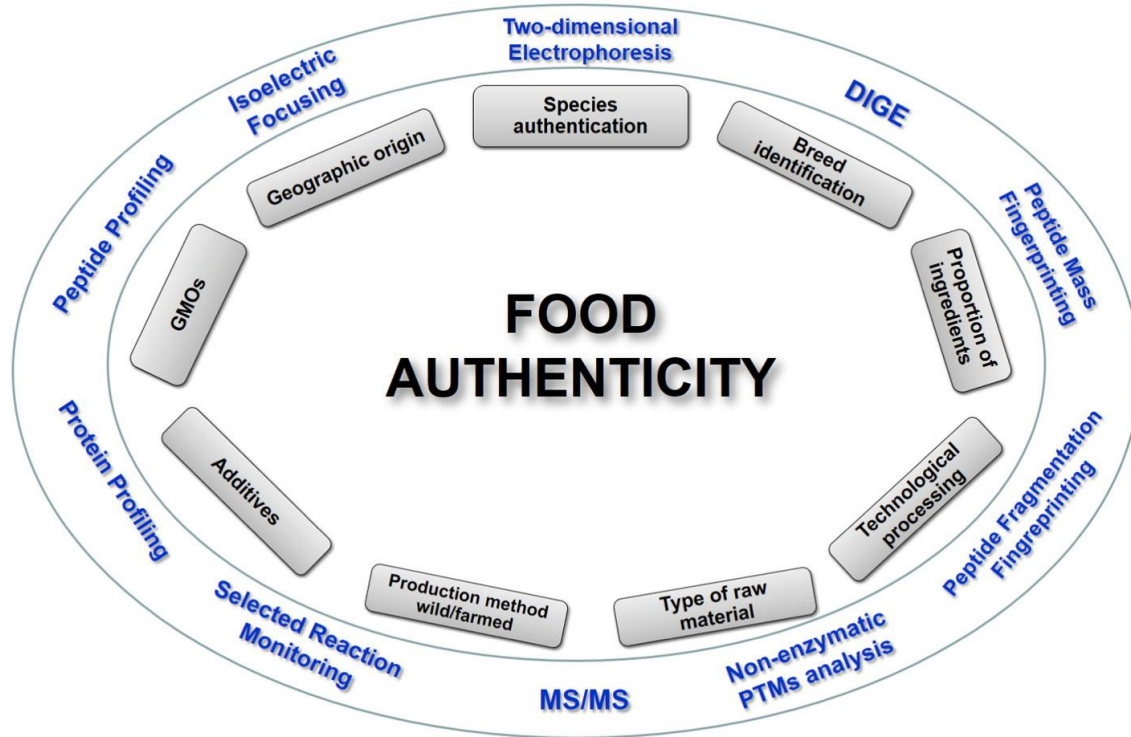 Two-dimensional
Electrophoresis
DIGE
Peptide Mass
Fingerprinting
Peptide Fragmentation
Fingreprinting
Non-enzymatic
PTMs analysis
MS/MS
Selected Reaction
Monitoring
Protein Profiling
Peptide Profiling
Isoelectric
Focusing
Species
authentication
Breed
identification
Proportion of
ingredients
Technological
processing
Type of raw
material
Production method
wild/farmed
Additives
GMOs
Geographic origin
FOOD
AUTHENTICITY